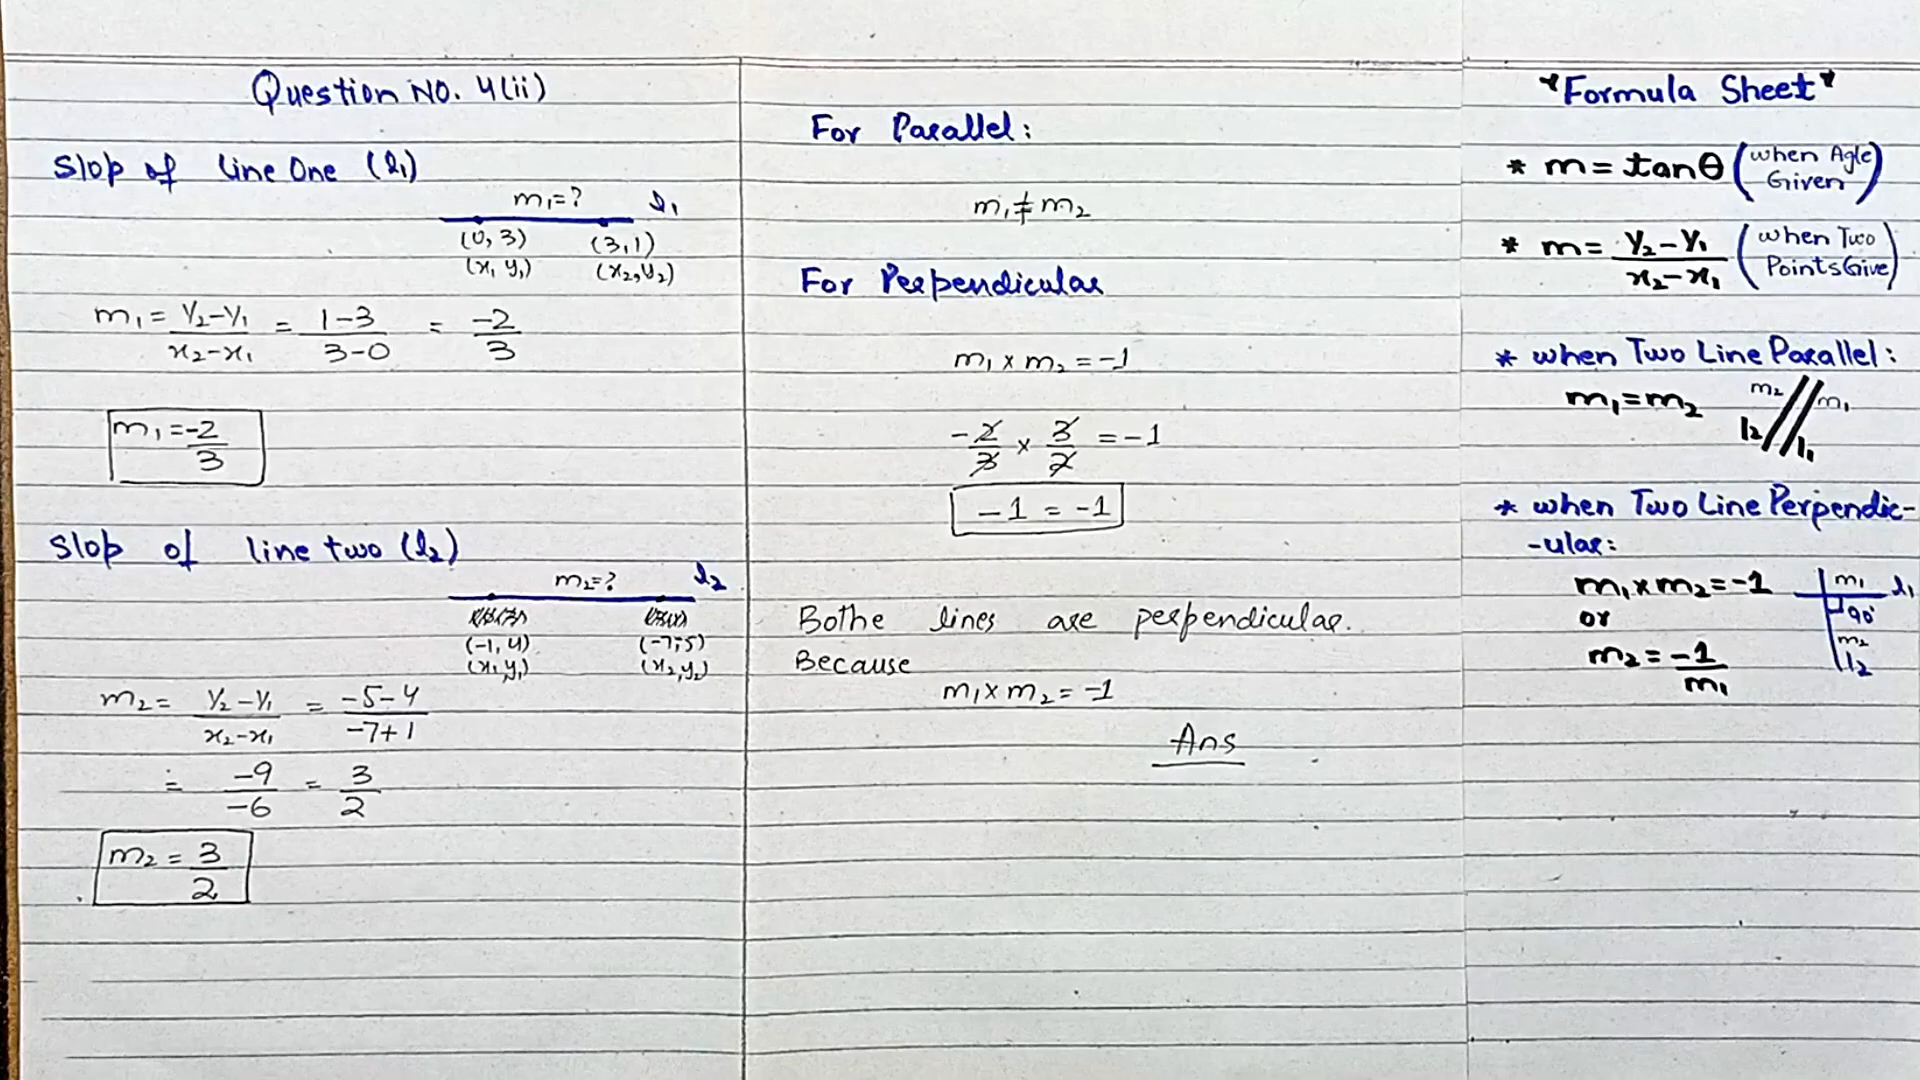 Question NO. 4(ii)
Slop of line One (l₁)
m₁=? l₁
(0, 3) (3,1)
(x₁ y₁) (x₂,y₂)
m₁ = y₂-y₁/x₂-x₁ = 1-3/3-0 = -2/3
m₁ = -2/3
Slop of line two (l₂)
m₂=? l₂
(-1, 4) (-7,-5)
(x₁,y₁) (x₂,y₂)
m₂ = y₂-y₁/x₂-x₁ = -5-4/-7+1
= -9/-6 = 3/2
m₂ = 3/2
For Parallel:
m₁≠m₂
For Perpendicular
m₁ x m₂ = -1
-2/3 x 3/2 = -1
-1 = -1
Bothe lines are perpendicular.
Because
m₁ x m₂ = -1
Ans
"Formula Sheet"
* m = tanθ (when Agle Given)
* m = y₂-y₁/x₂-x₁ (when Two Points Give)
* when Two Line Parallel:
m₁=m₂ m₂ m₁
l₂ l₁
* when Two Line Perpendic-
-ular:
m₁ x m₂ = -1 m₁ l₁
or 90°
m₂ = -1/m₁ m₂
l₂